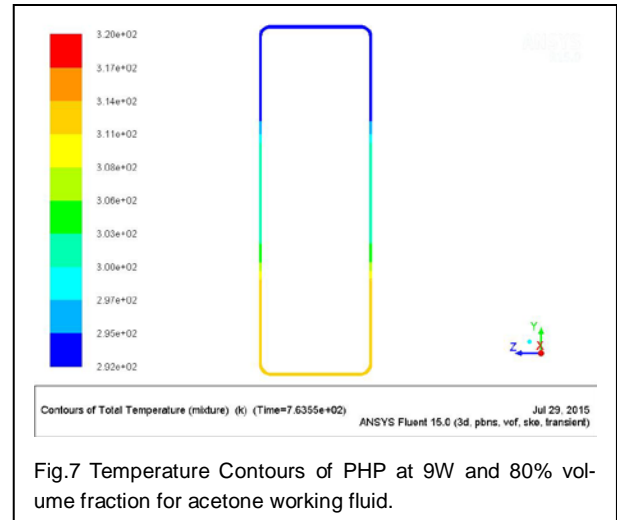 3.20e+02
3.17e+02
3.14e+02
3.11e+02
3.08e+02
3.06e+02
3.03e+02
3.00e+02
2.97e+02
2.95e+02
2.92e+02
Y
Z
X
Contours of Total Temperature (mixture) (k) (Time=7.6355e+02)
Jul 29, 2015
ANSYS Fluent 15.0 (3d, pbns, vof, ske, transient)
Fig.7 Temperature Contours of PHP at 9W and 80% vol-
ume fraction for acetone working fluid.